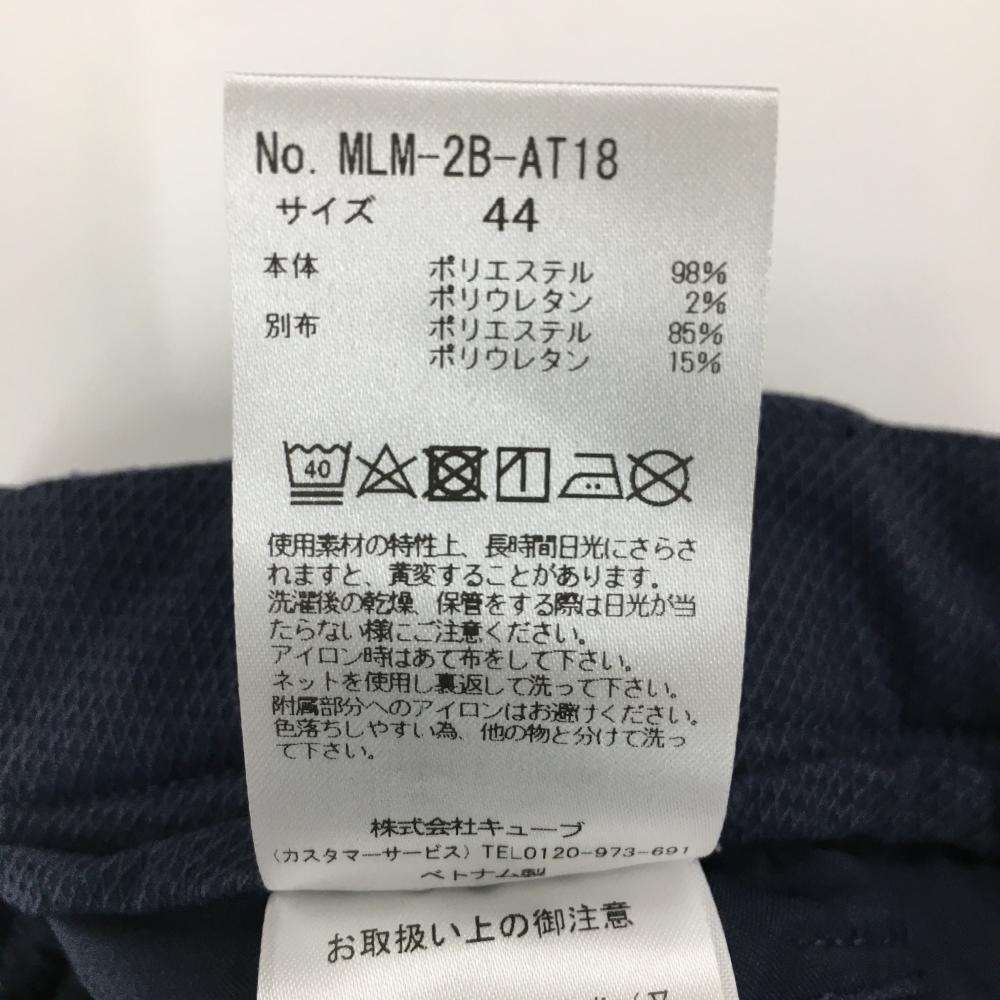 No. MLM-2B-AT18
サイズ 44
本体 ポリエステル 98%
ポリウレタン 2%
別布 ポリエステル 85%
ポリウレタン 15%
40
使用素材の特性上、長時間日光にさらさ
れますと、黄変することがあります。
洗濯後の乾燥、保管をする際は日光が当
たらない様にご注意ください。
アイロン時はあて布をして下さい。
ネットを使用し裏返して洗って下さい。
附属部分へのアイロンはお避けください。
色落ちしやすい為、他の物と分けて洗っ
て下さい。
株式会社キューブ
(カスタマーサービス) TEL0120-973-691
ベトナム製
お取扱い上の御注意